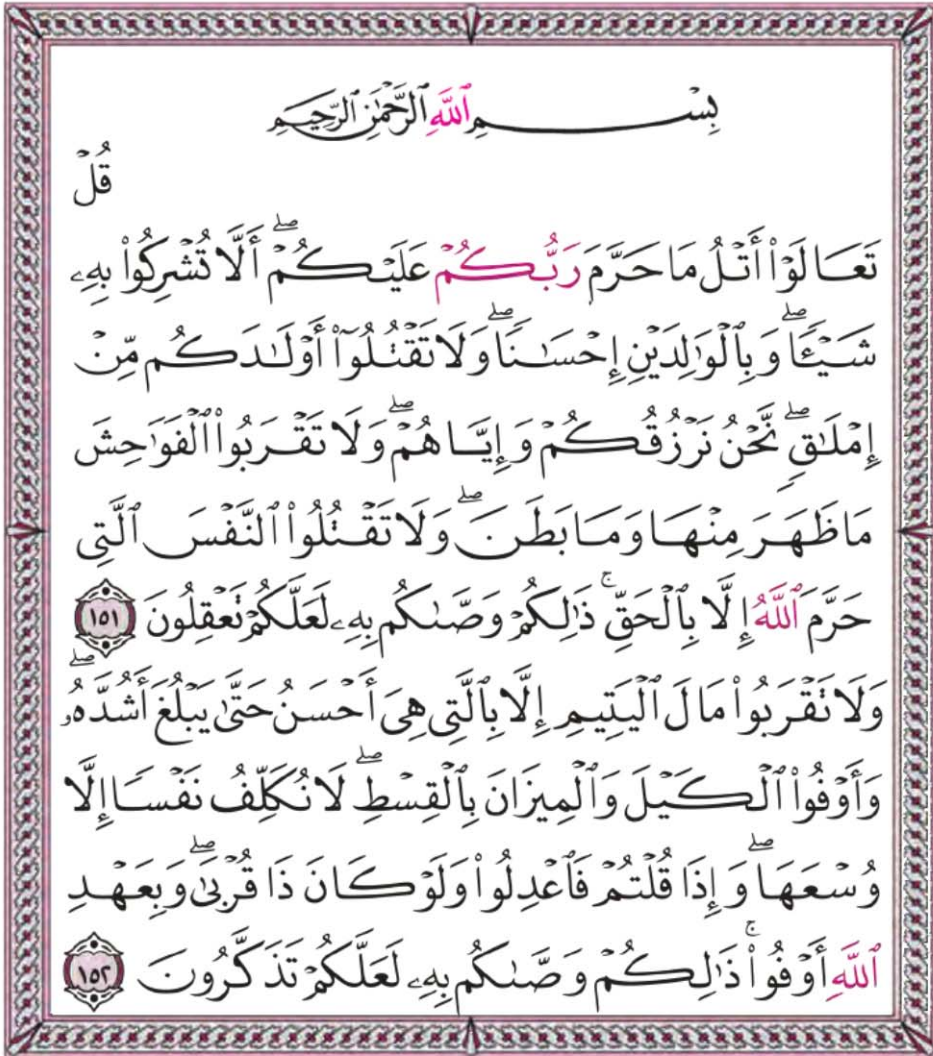 بِسْمِ ٱللَّهِ ٱلرَّحْمَٰنِ ٱلرَّحِيمِ
قُلْ
تَعَالَوْا۟ أَتْلُ مَا حَرَّمَ رَبُّكُمْ عَلَيْكُمْ ۖ أَلَّا تُشْرِكُوا۟ بِهِۦ
شَيْـًٔا ۖ وَبِٱلْوَٰلِدَيْنِ إِحْسَـٰنًا ۖ وَلَا تَقْتُلُوٓا۟ أَوْلَـٰدَكُم مِّنْ
إِمْلَـٰقٍ ۖ نَّحْنُ نَرْزُقُكُمْ وَإِيَّاهُمْ ۖ وَلَا تَقْرَبُوا۟ ٱلْفَوَٰحِشَ
مَا ظَهَرَ مِنْهَا وَمَا بَطَنَ ۖ وَلَا تَقْتُلُوا۟ ٱلنَّفْسَ ٱلَّتِى
حَرَّمَ ٱللَّهُ إِلَّا بِٱلْحَقِّ ۚ ذَٰلِكُمْ وَصَّىٰكُم بِهِۦ لَعَلَّكُمْ تَعْقِلُونَ ١٥١
وَلَا تَقْرَبُوا۟ مَالَ ٱلْيَتِيمِ إِلَّا بِٱلَّتِى هِىَ أَحْسَنُ حَتَّىٰ يَبْلُغَ أَشُدَّهُۥ ۖ
وَأَوْفُوا۟ ٱلْكَيْلَ وَٱلْمِيزَانَ بِٱلْقِسْطِ ۖ لَا نُكَلِّفُ نَفْسًا إِلَّا
وُسْعَهَا ۖ وَإِذَا قُلْتُمْ فَٱعْدِلُوا۟ وَلَوْ كَانَ ذَا قُرْبَىٰ ۖ وَبِعَهْدِ
ٱللَّهِ أَوْفُوا۟ ۚ ذَٰلِكُمْ وَصَّىٰكُم بِهِۦ لَعَلَّكُمْ تَذَكَّرُونَ ١٥٢